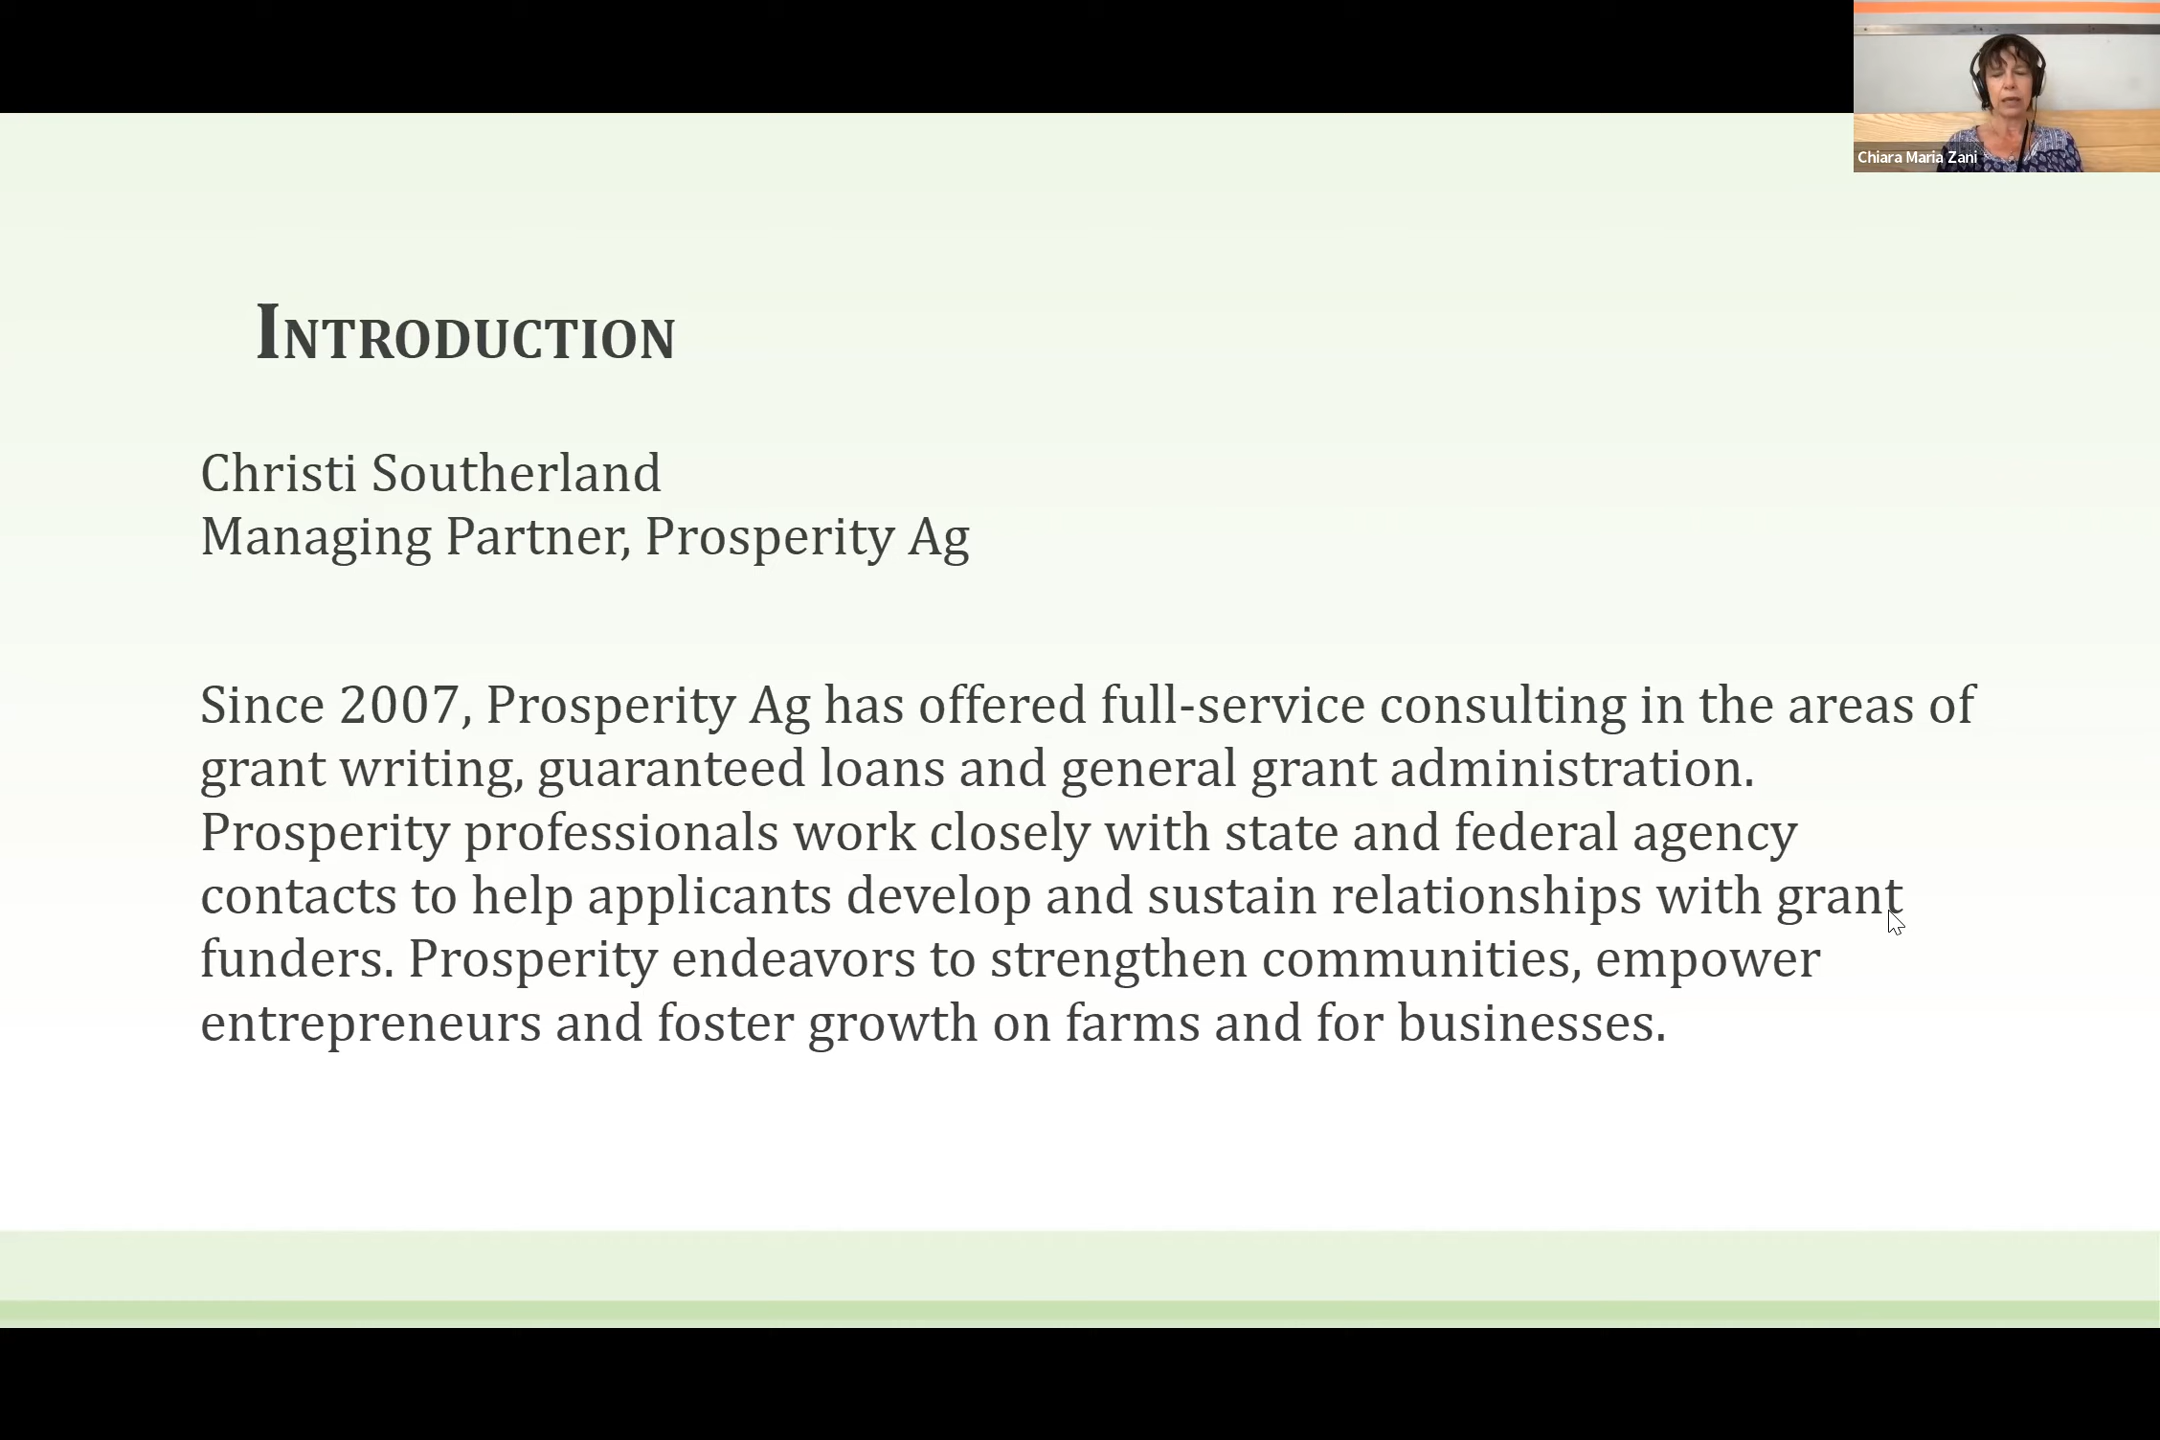 Chiara Maria Zani
INTRODUCTION
Christi Southerland
Managing Partner, Prosperity Ag
Since 2007, Prosperity Ag has offered full-service consulting in the areas of
grant writing, guaranteed loans and general grant administration.
Prosperity professionals work closely with state and federal agency
contacts to help applicants develop and sustain relationships with grant
funders. Prosperity endeavors to strengthen communities, empower
entrepreneurs and foster growth on farms and for businesses.